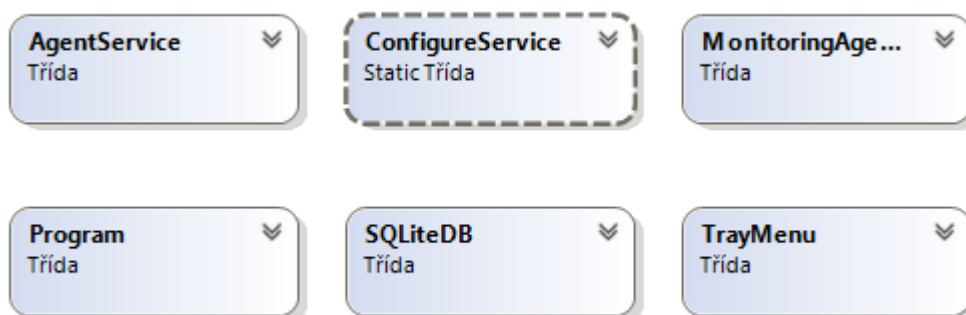 AgentService
Třída
ConfigureService
Static Třída
MonitoringAge...
Třída
Program
Třída
SQLiteDB
Třída
TrayMenu
Třída